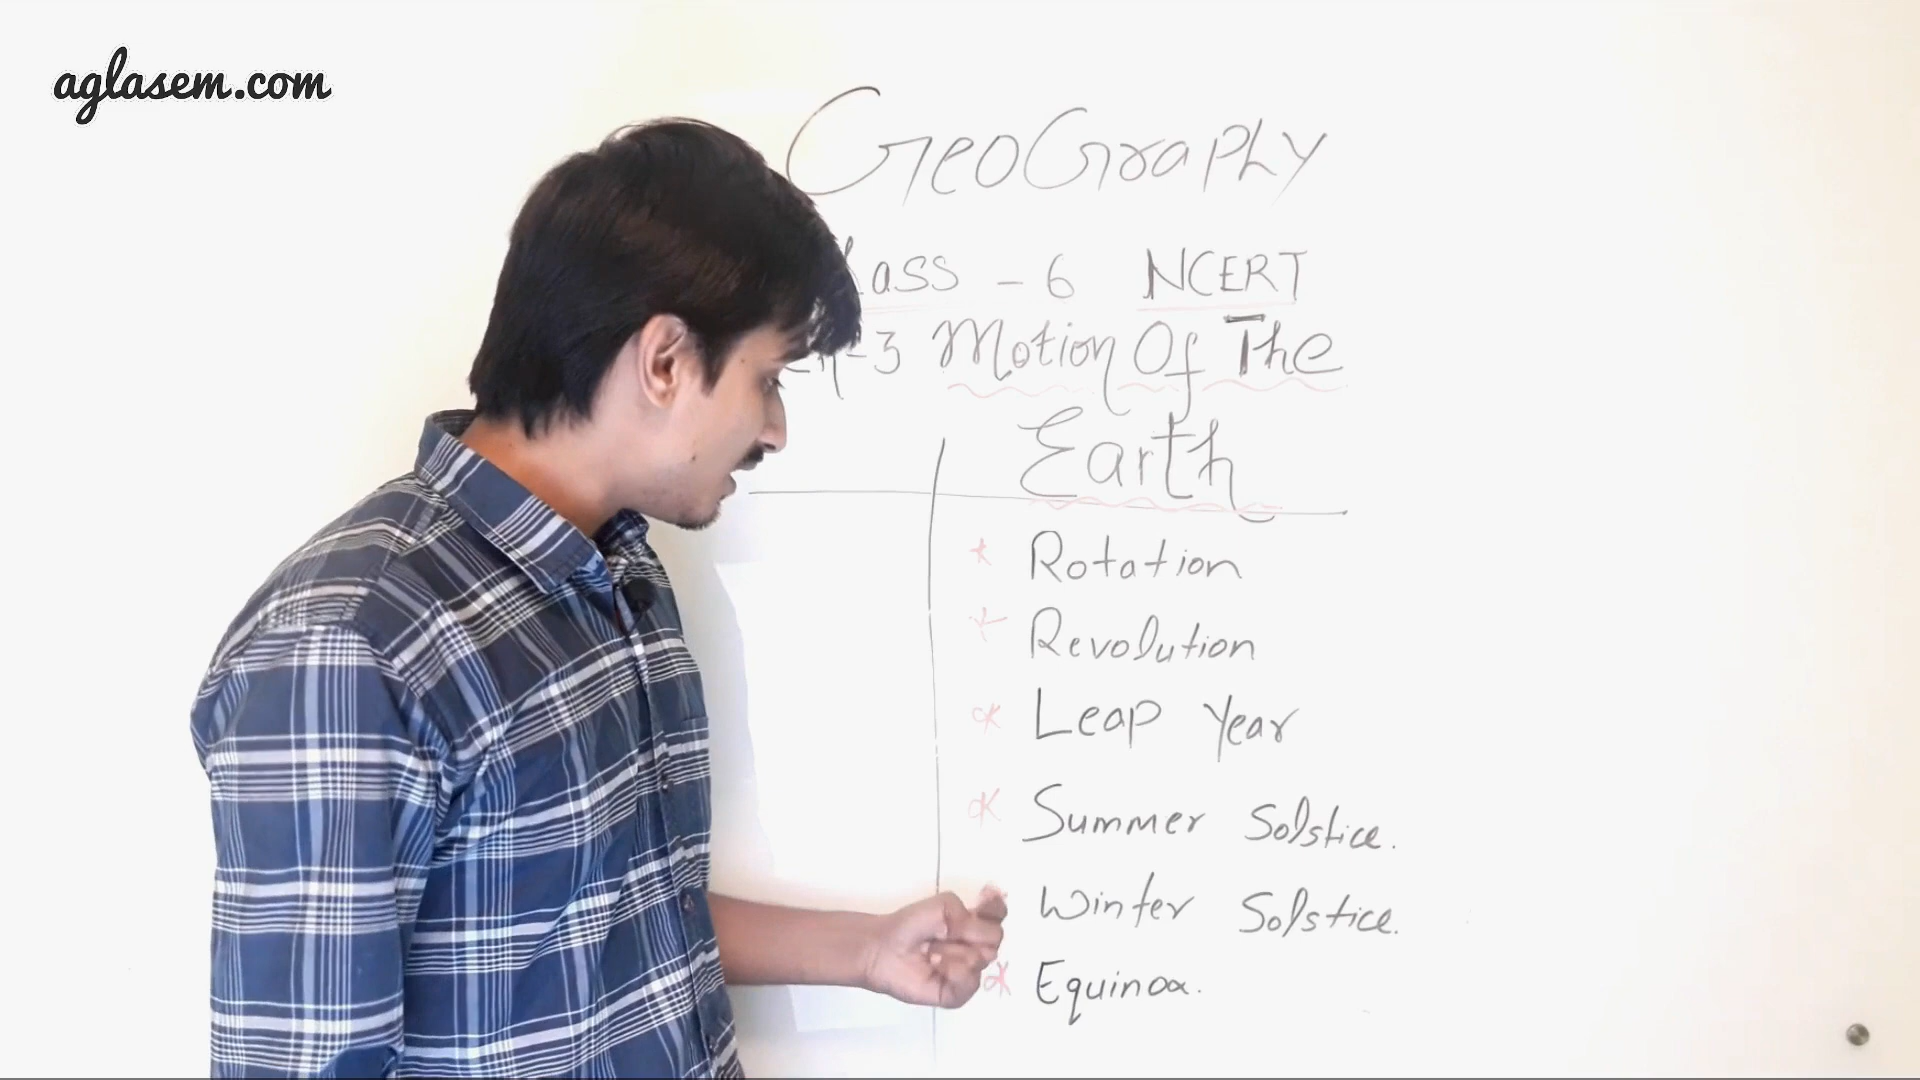 aglasem.com
GeoGraphy
lass - 6 NCERT
-3 Motion Of The
Earth
* Rotation
* Revolution
* Leap Year
* Summer Solstice.
Winter Solstice.
* Equinox.